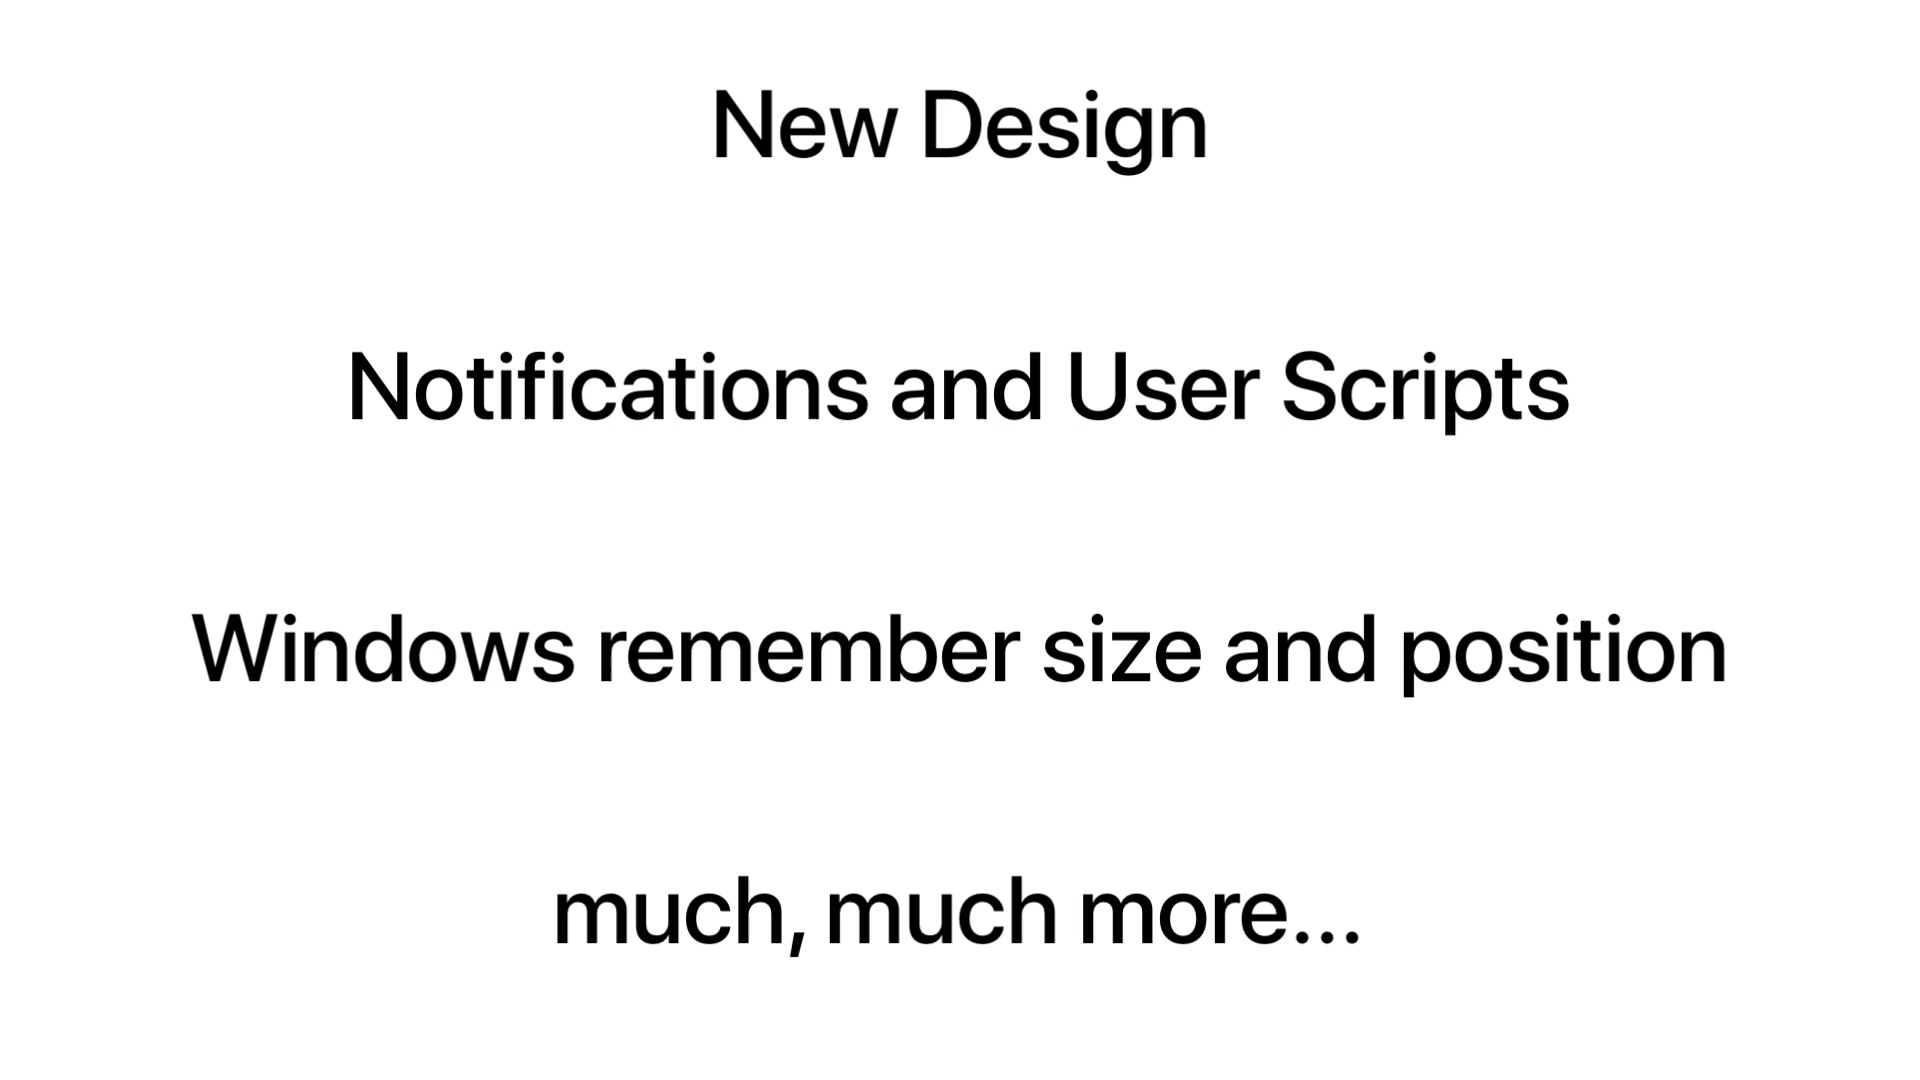 New Design
Notifications and User Scripts
Windows remember size and position
much, much more...